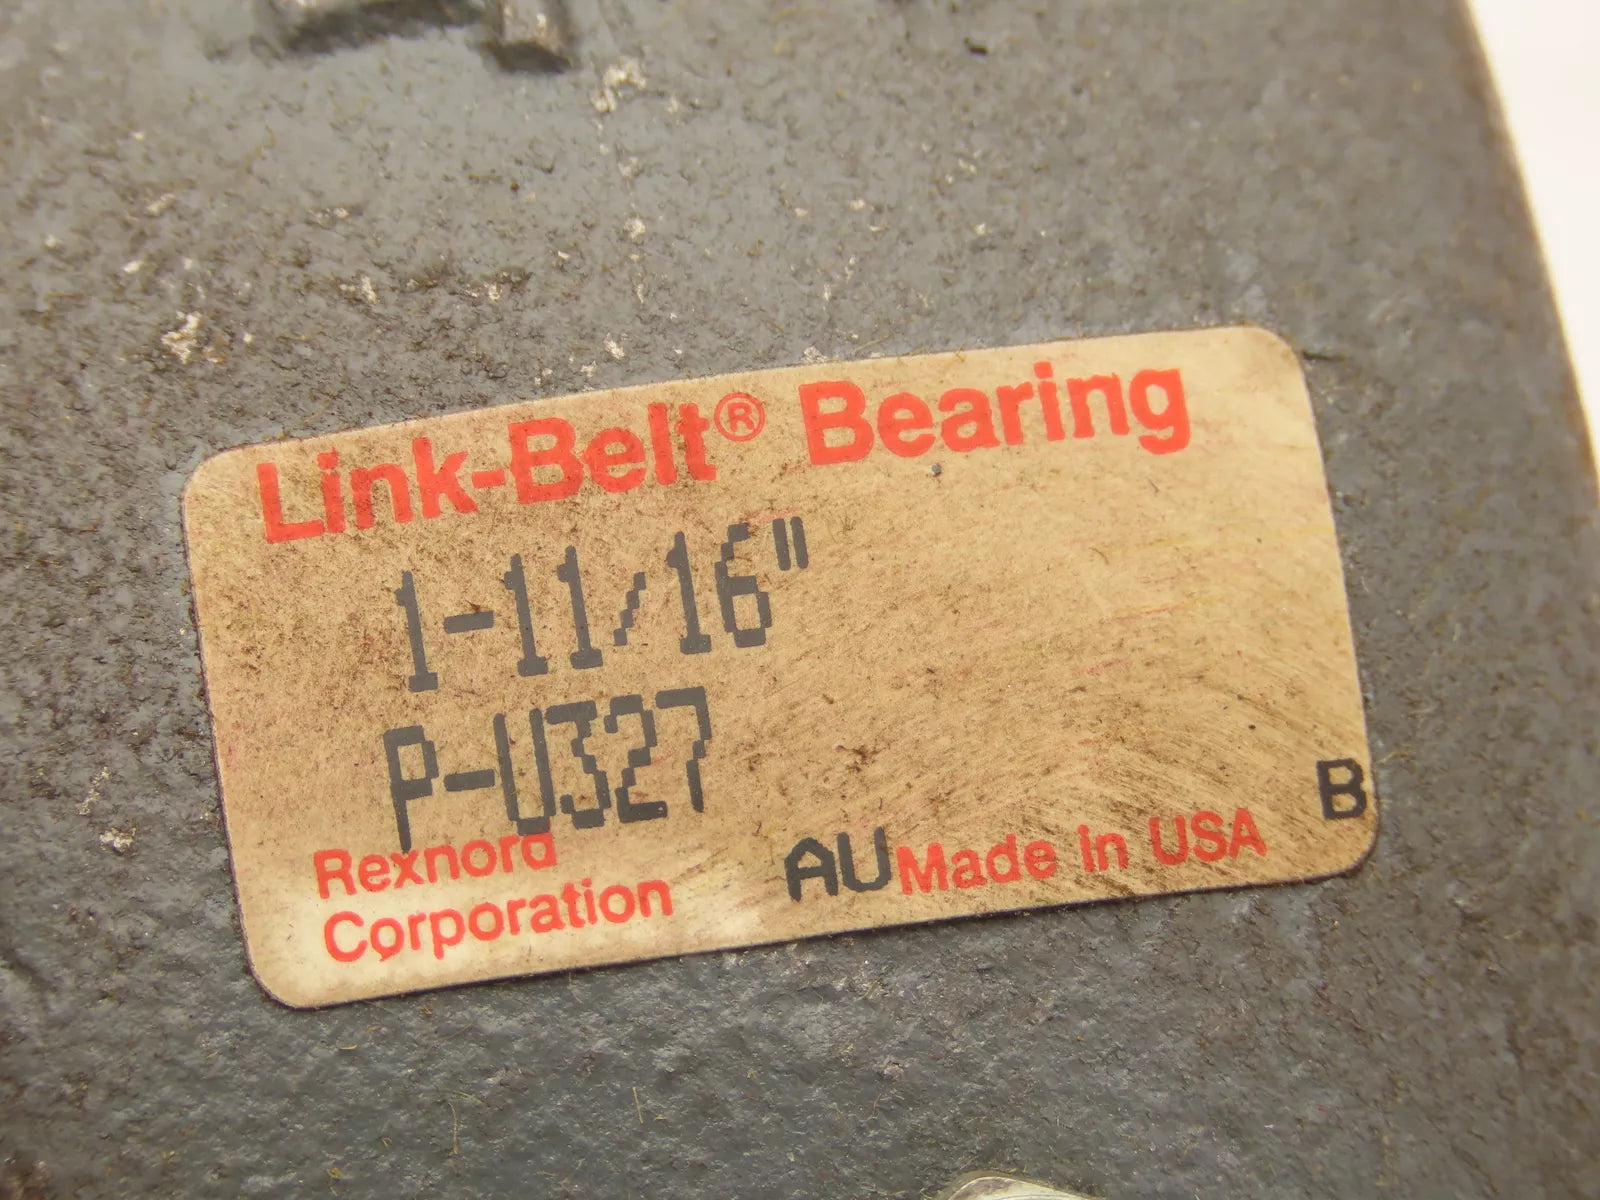 Link-Belt® Bearing
1-11/16"
P-U327
Rexnord
Corporation
AU Made in USA
B